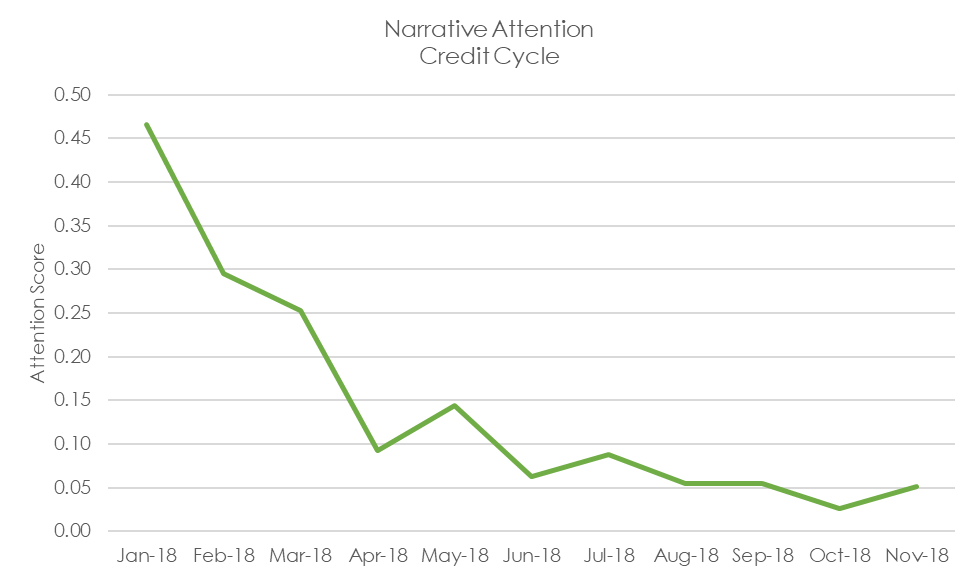 Narrative Attention
Credit Cycle
0.50
0.45
0.40
0.35
0.30
0.25
0.20
0.15
0.10
0.05
0.00
Attention Score
Jan-18 Feb-18 Mar-18 Apr-18 May-18 Jun-18 Jul-18 Aug-18 Sep-18 Oct-18 Nov-18